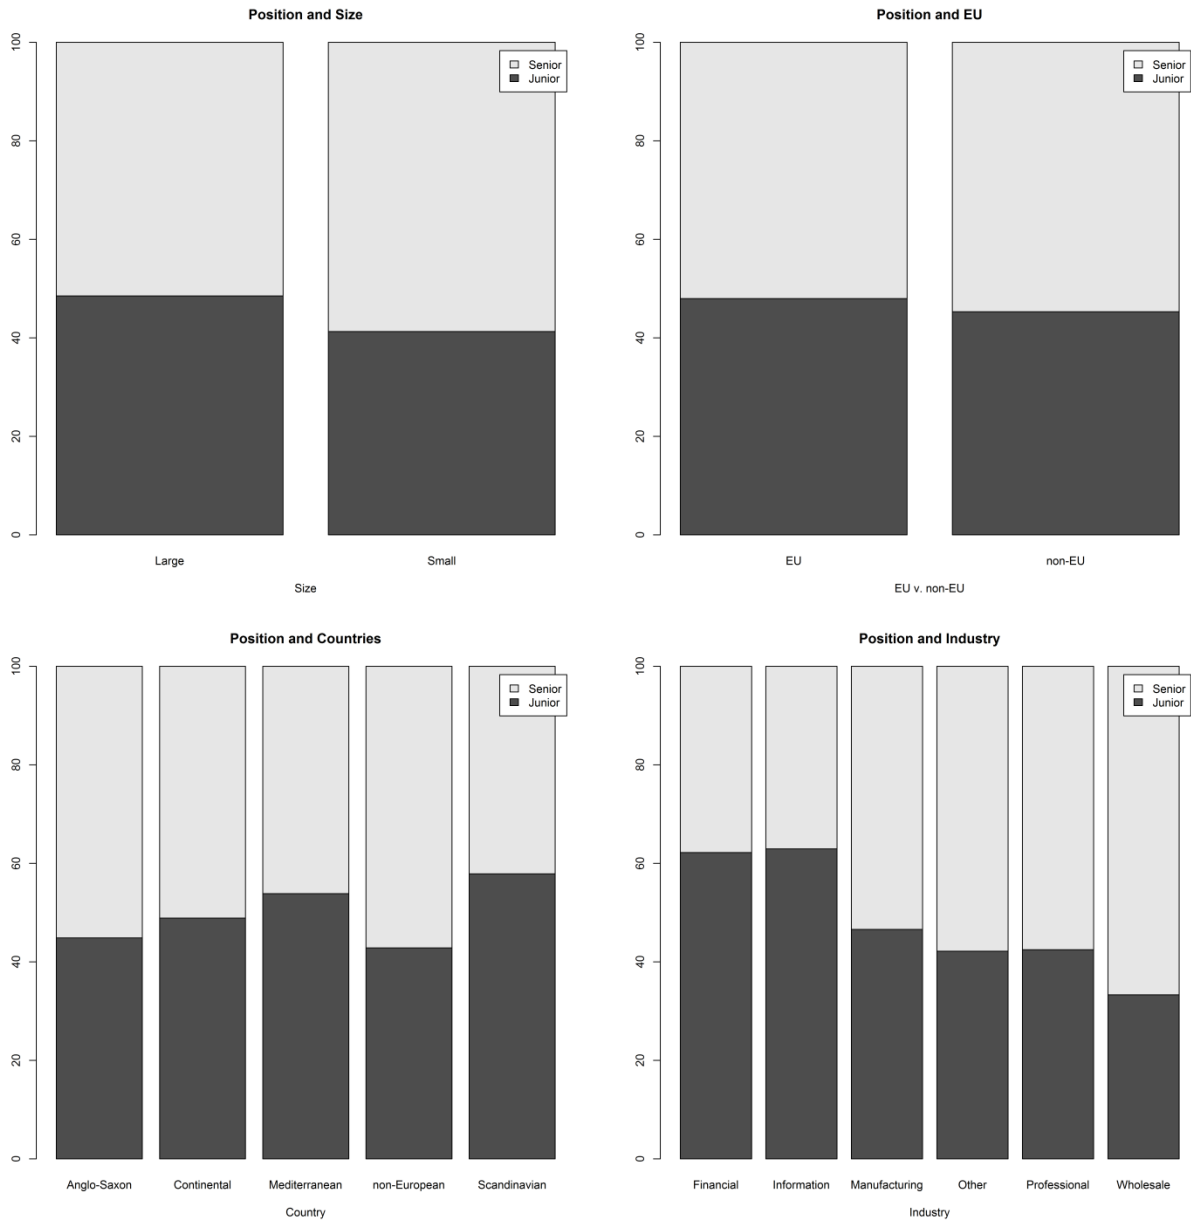 Position and Size
100
80
60
40
20
0
Senior
Junior
Large Small
Size
Position and EU
100
80
60
40
20
0
Senior
Junior
EU non-EU
EU v. non-EU
Position and Countries
100
80
60
40
20
0
Senior
Junior
Anglo-Saxon Continental Mediterranean non-European Scandinavian
Country
Position and Industry
100
80
60
40
20
0
Senior
Junior
Financial Information Manufacturing Other Professional Wholesale
Industry